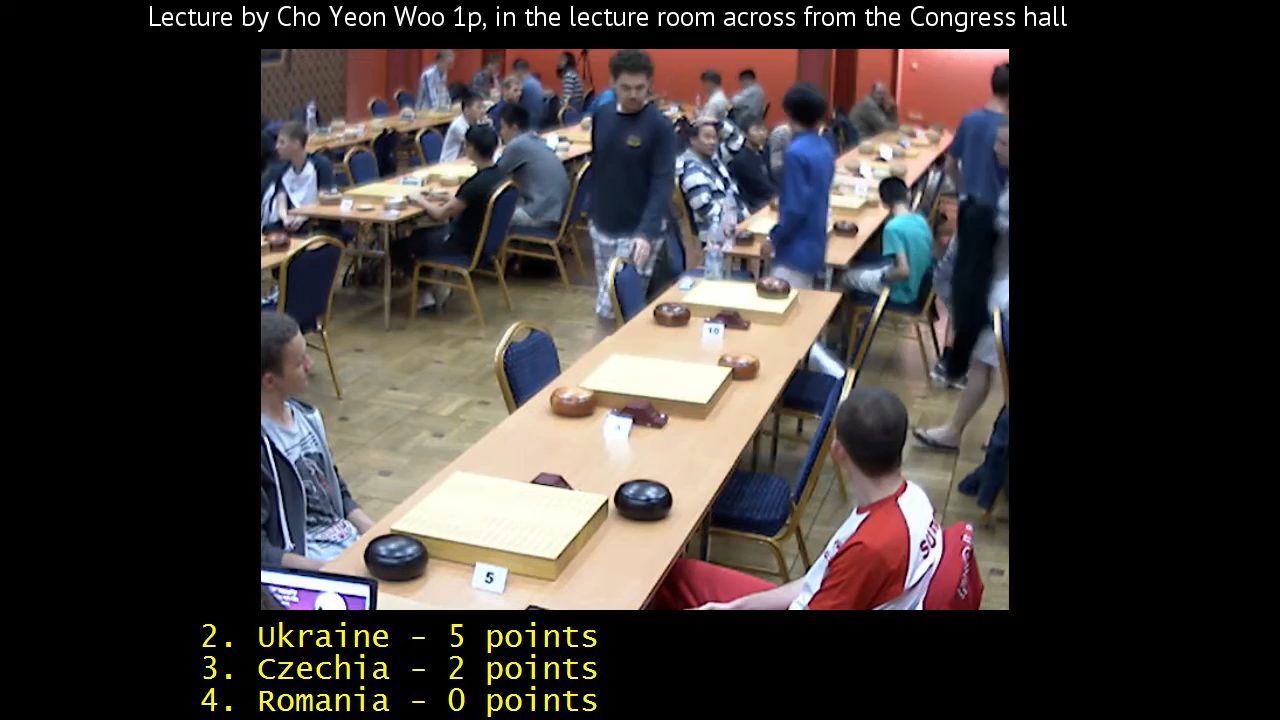 Lecture by Cho Yeon Woo 1p, in the lecture room across from the Congress hall
10
5
2. Ukraine - 5 points
3. Czechia - 2 points
4. Romania - 0 points